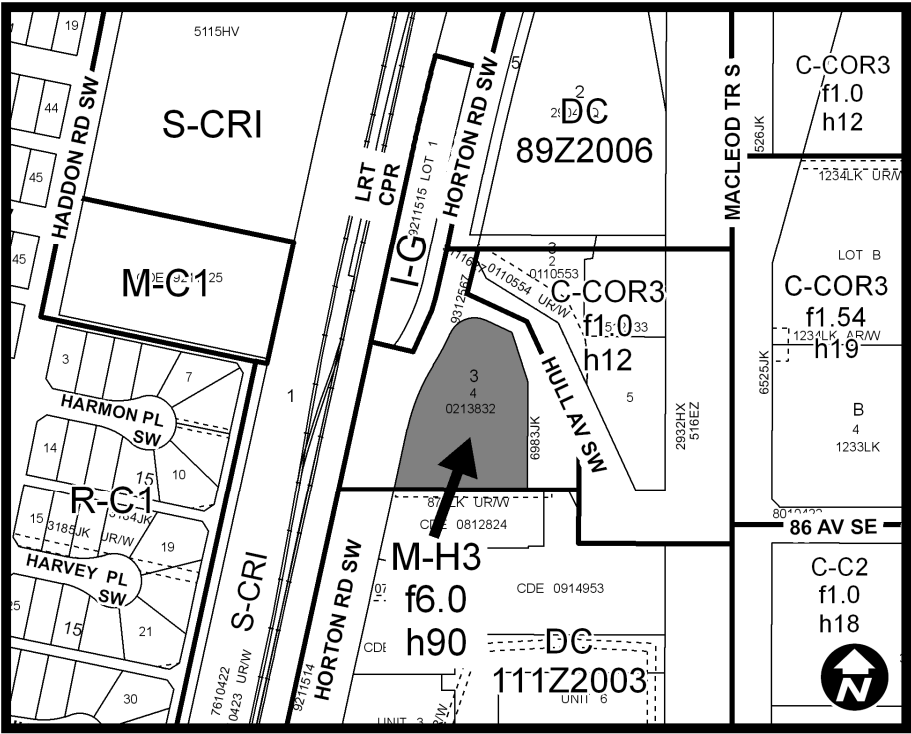 19
5115HV
44
45
45
HADDON RD SW
S-CRI
LRT
CPR
5
HORTON RD SW
9211515 LOT 1
I-G
2
DC
89Z2006
MACLEOD TR S
526JK
C-COR3
f1.0
h12
1234LK UR/W
LOT B
C-COR3
f1.54
h19
1234LK AR/W
6525JK
B
4
1233LK
M-C1
3
2
0110553
0110554 UR/W
9312567
C-COR3
f1.0
h12
HULL AV SW
5
2932HX
516EZ
3
4
0213832
6983JK
3
7
HARMON PL
SW
14
10
15
R-C1
15
3185JK
UR/W
19
HARVEY PL
SW
15
21
30
1
S-CRI
7610422
0423 UR/W
HORTON RD SW
9211514
CDE 0812824
M-H3
f6.0
h90
CDE 0914953
DC
111Z2003
UNIT 6
UNIT 3
86 AV SE
C-C2
f1.0
h18
N